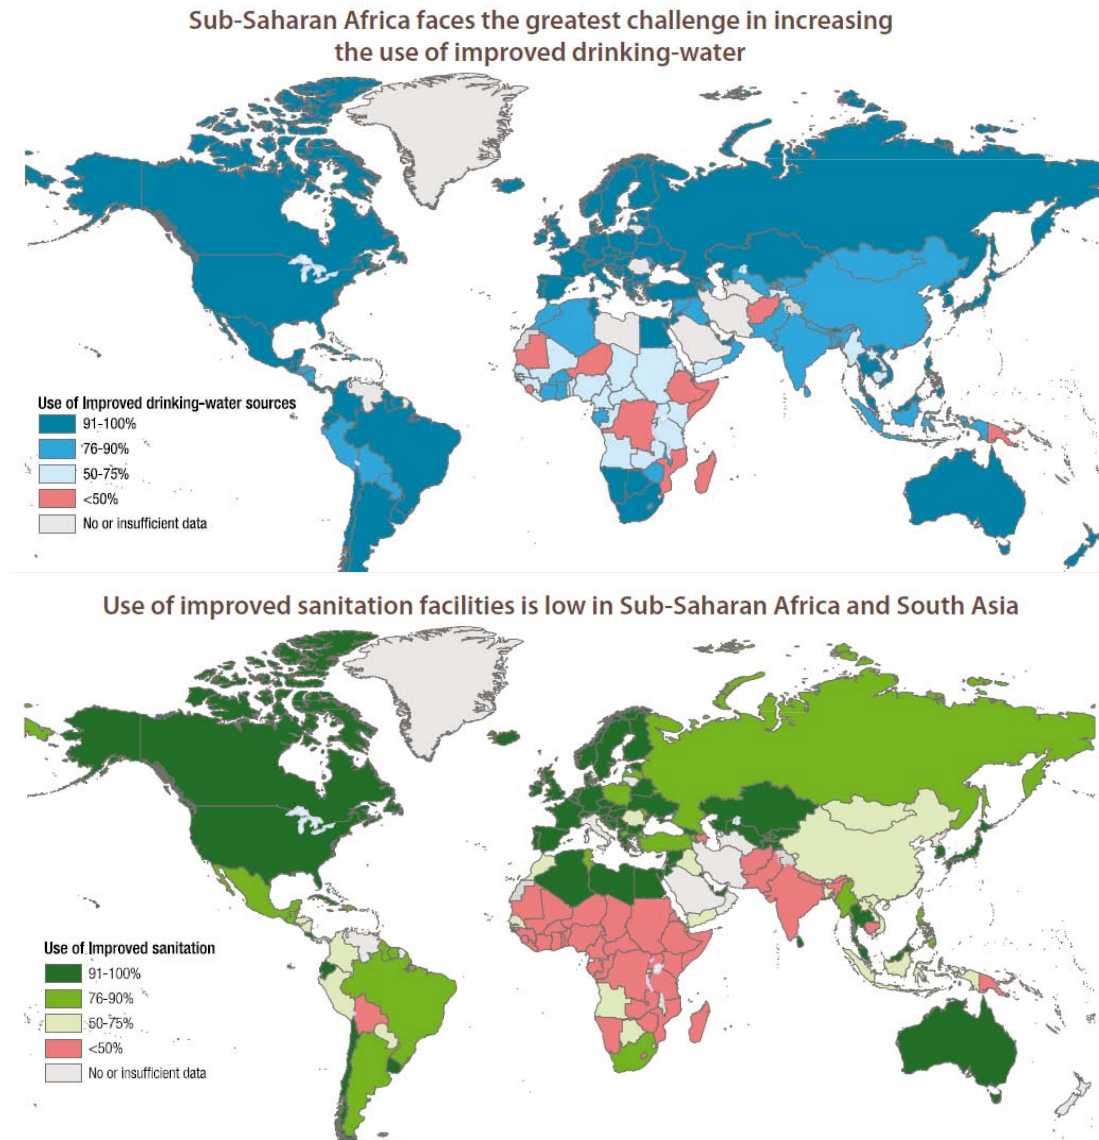 Sub-Saharan Africa faces the greatest challenge in increasing
the use of improved drinking-water
Use of Improved drinking-water sources
91-100%
76-90%
50-75%
<50%
No or insufficient data
Use of improved sanitation facilities is low in Sub-Saharan Africa and South Asia
Use of Improved sanitation
91-100%
76-90%
50-75%
<50%
No or insufficient data